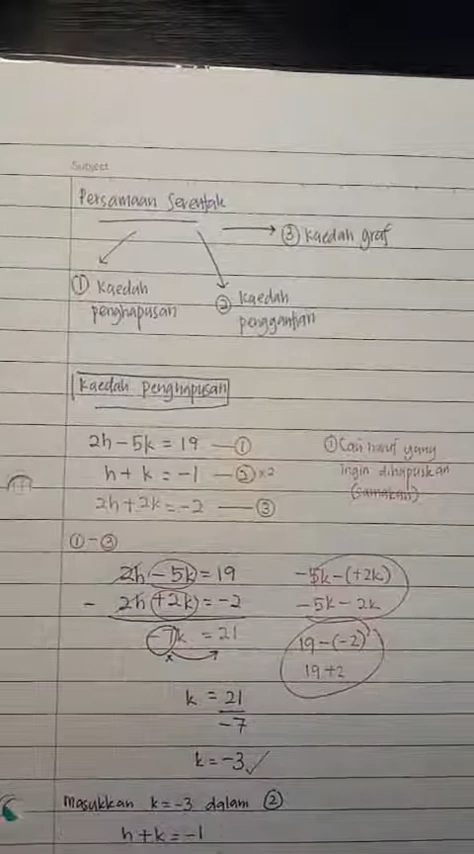 Subject
Persamaan Serentak
③ Kaedah graf
① Kaedah
penghapusan
② Kaedah
penggantian
Kaedah penghapusan
2h - 5k = 19 — ①
h + k = -1 — ② ×2
2h + 2k = -2 — ③
① Cari huruf yang
ingin dihapuskan
(samakan)
① - ③
2h - 5k = 19
- 2h + 2k = -2
-7k = 21
-5k - (+2k)
-5k - 2k
19 - (-2)
19 + 2
k = 21
-7
k = -3 ✓
Masukkan k = -3 dalam ②
h + k = -1